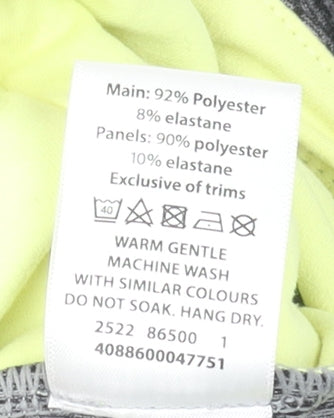 Main: 92% Polyester
8% elastane
Panels: 90% polyester
10% elastane
Exclusive of trims
40
WARM GENTLE
MACHINE WASH
WITH SIMILAR COLOURS
DO NOT SOAK. HANG DRY.
2522 86500 1
4088600047751